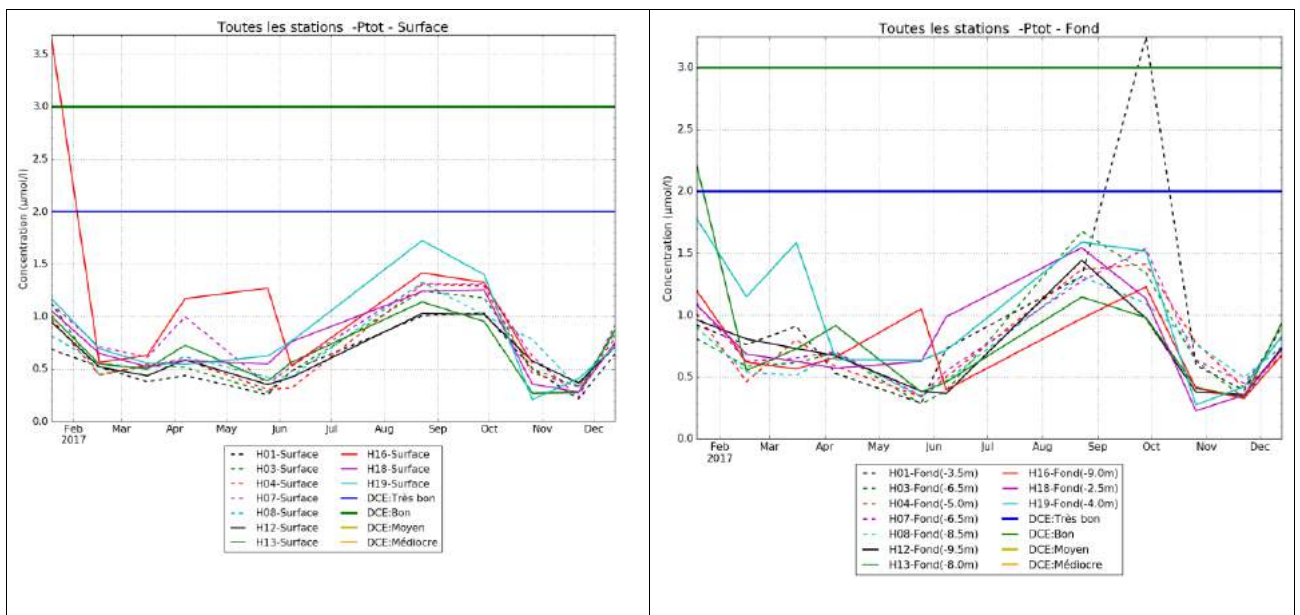 Toutes les stations -Ptot - Surface
Concentration (µmol/l)
3.5
3.0
2.5
2.0
1.5
1.0
0.5
0.0
Feb Mar Apr May Jun Jul Aug Sep Oct Nov Dec
2017
H01-Surface H16-Surface
H03-Surface H18-Surface
H04-Surface H19-Surface
H07-Surface DCE:Très bon
H08-Surface DCE:Bon
H12-Surface DCE:Moyen
H13-Surface DCE:Médiocre
Toutes les stations -Ptot - Fond
Concentration (µmol/l)
3.0
2.5
2.0
1.5
1.0
0.5
0.0
Feb Mar Apr May Jun Jul Aug Sep Oct Nov Dec
2017
H01-Fond(-3.5m) H16-Fond(-9.0m)
H03-Fond(-6.5m) H18-Fond(-2.5m)
H04-Fond(-5.0m) H19-Fond(-4.0m)
H07-Fond(-6.5m) DCE:Très bon
H08-Fond(-8.5m) DCE:Bon
H12-Fond(-9.5m) DCE:Moyen
H13-Fond(-8.0m) DCE:Médiocre